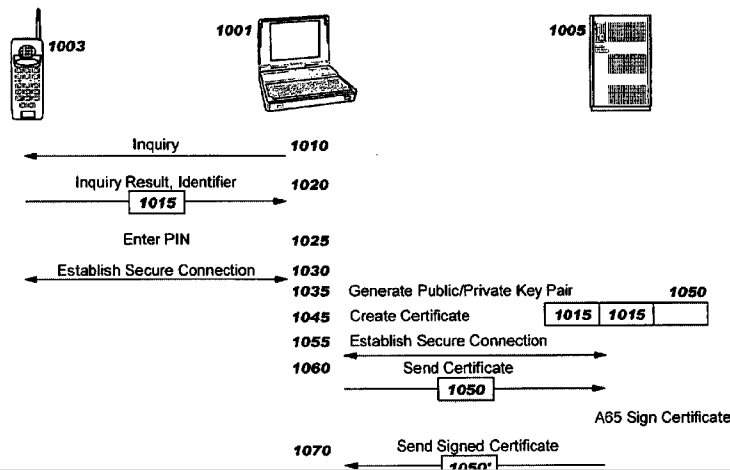 1003
1001
1005
Inquiry 1010
Inquiry Result, Identifier 1020
1015
Enter PIN 1025
Establish Secure Connection 1030
1035 Generate Public/Private Key Pair 1050
1045 Create Certificate 1015 1015
1055 Establish Secure Connection
1060 Send Certificate
1050
A65 Sign Certificate
1070 Send Signed Certificate
1050'